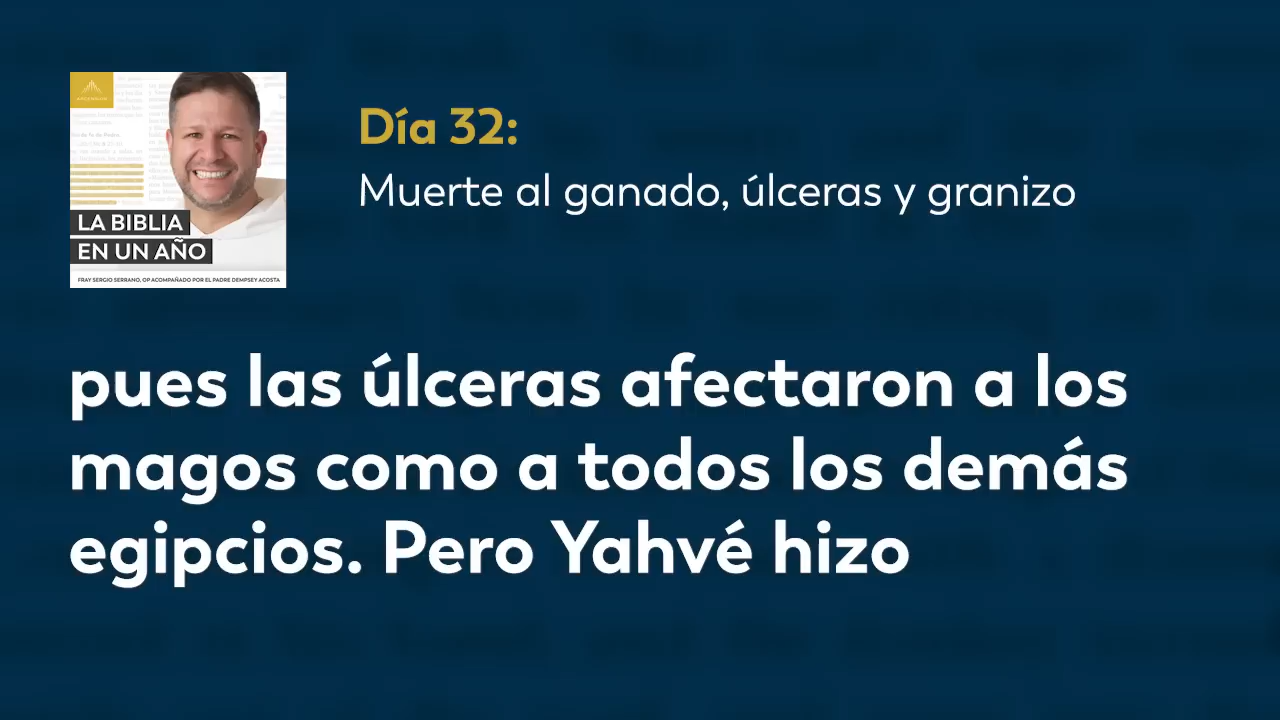 ASCENSION
LA BIBLIA
EN UN AÑO
FRAY SERGIO SERRANO, OP ACOMPAÑADO POR EL PADRE DEMPSEY ACOSTA
Día 32:
Muerte al ganado, úlceras y granizo
pues las úlceras afectaron a los
magos como a todos los demás
egipcios. Pero Yahvé hizo